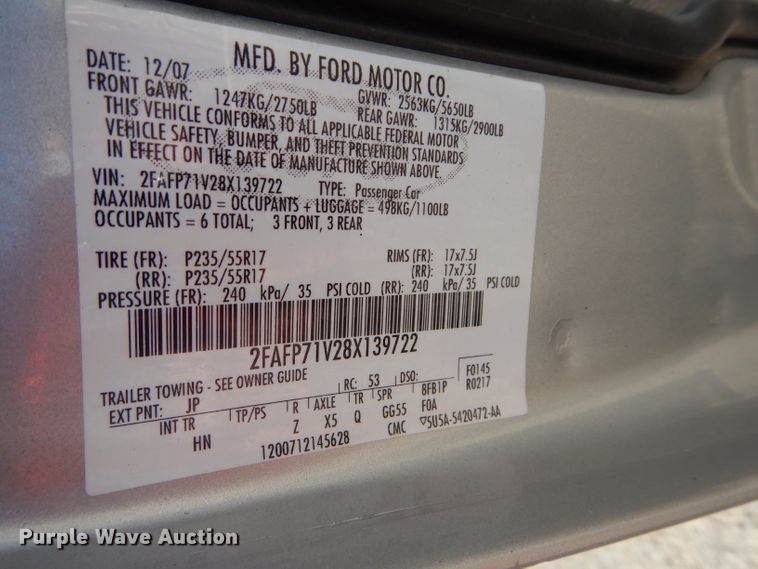 MFD. BY FORD MOTOR CO.
DATE: 12/07 GVWR: 2563KG/5650LB
FRONT GAWR: 1247KG/2750LB REAR GAWR: 1315KG/2900LB
THIS VEHICLE CONFORMS TO ALL APPLICABLE FEDERAL MOTOR
VEHICLE SAFETY, BUMPER, AND THEFT PREVENTION STANDARDS
IN EFFECT ON THE DATE OF MANUFACTURE SHOWN ABOVE.
VIN: 2FAFP71V28X139722 TYPE: Passenger Car
MAXIMUM LOAD = OCCUPANTS + LUGGAGE = 498KG/1100LB
OCCUPANTS = 6 TOTAL; 3 FRONT, 3 REAR
TIRE (FR): P235/55R17 RIMS (FR): 17x7.5J
(RR): P235/55R17 (RR): 17x7.5J
PRESSURE (FR): 240 kPa/ 35 PSI COLD (RR): 240 kPa/ 35 PSI COLD
2FAFP71V28X139722
TRAILER TOWING - SEE OWNER GUIDE RC: 53 DSO: F0145
EXT PNT: JP 8FB1P R0217
INT TR TP/PS R AXLE TR SPR F0A
HN Z X5 Q GG55 CMC ▽5U5A-5420472-AA
1200712145628
Purple Wave Auction